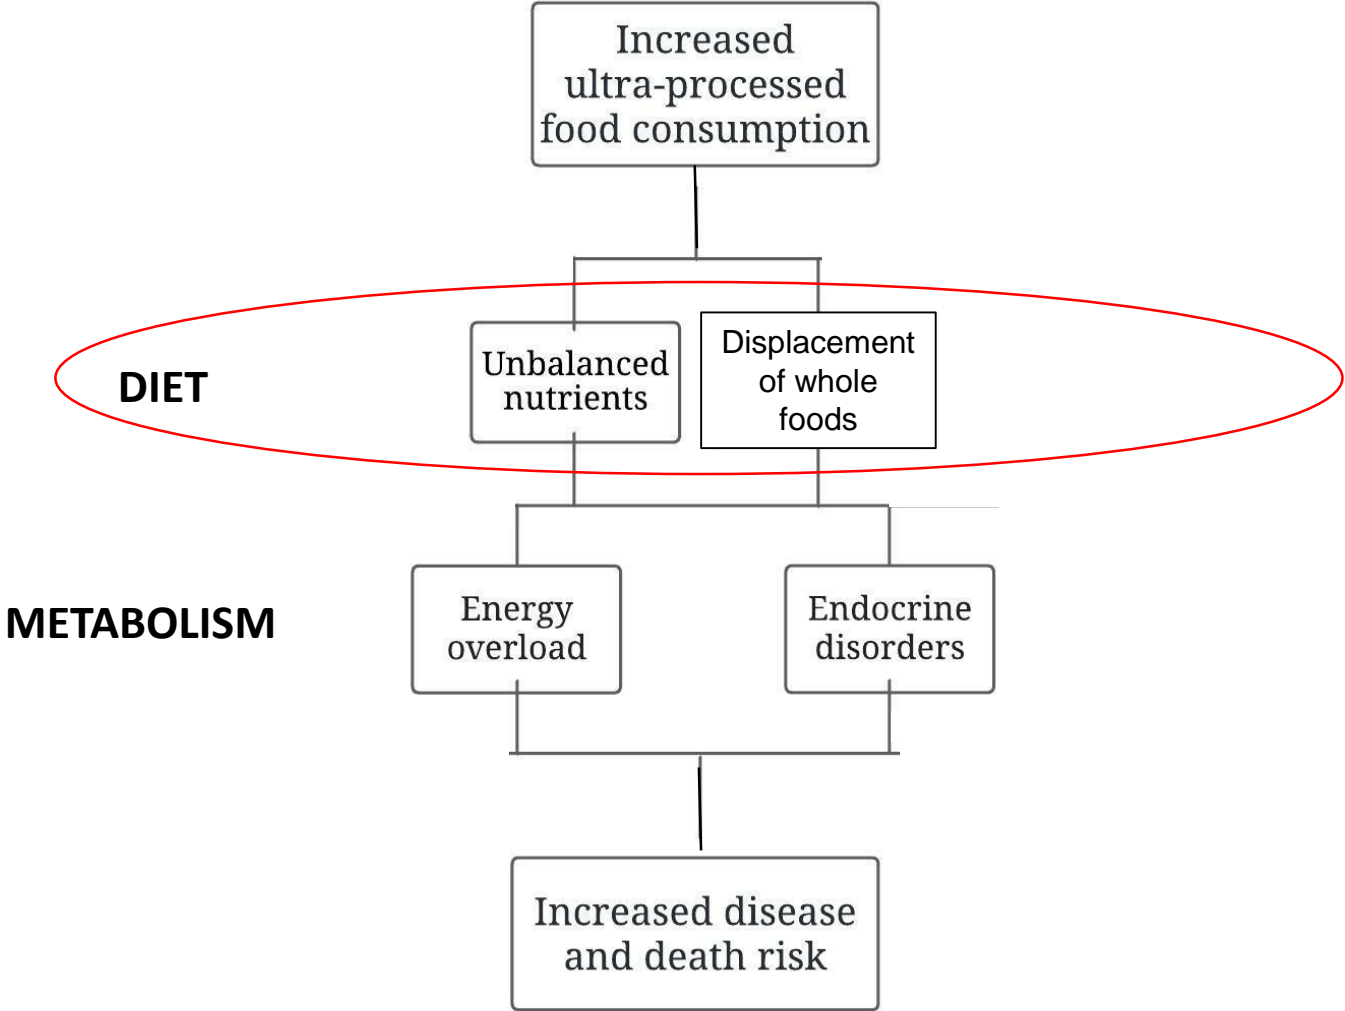 Increased
ultra-processed
food consumption
DIET
Unbalanced
nutrients
Displacement
of whole
foods
METABOLISM
Energy
overload
Endocrine
disorders
Increased disease
and death risk